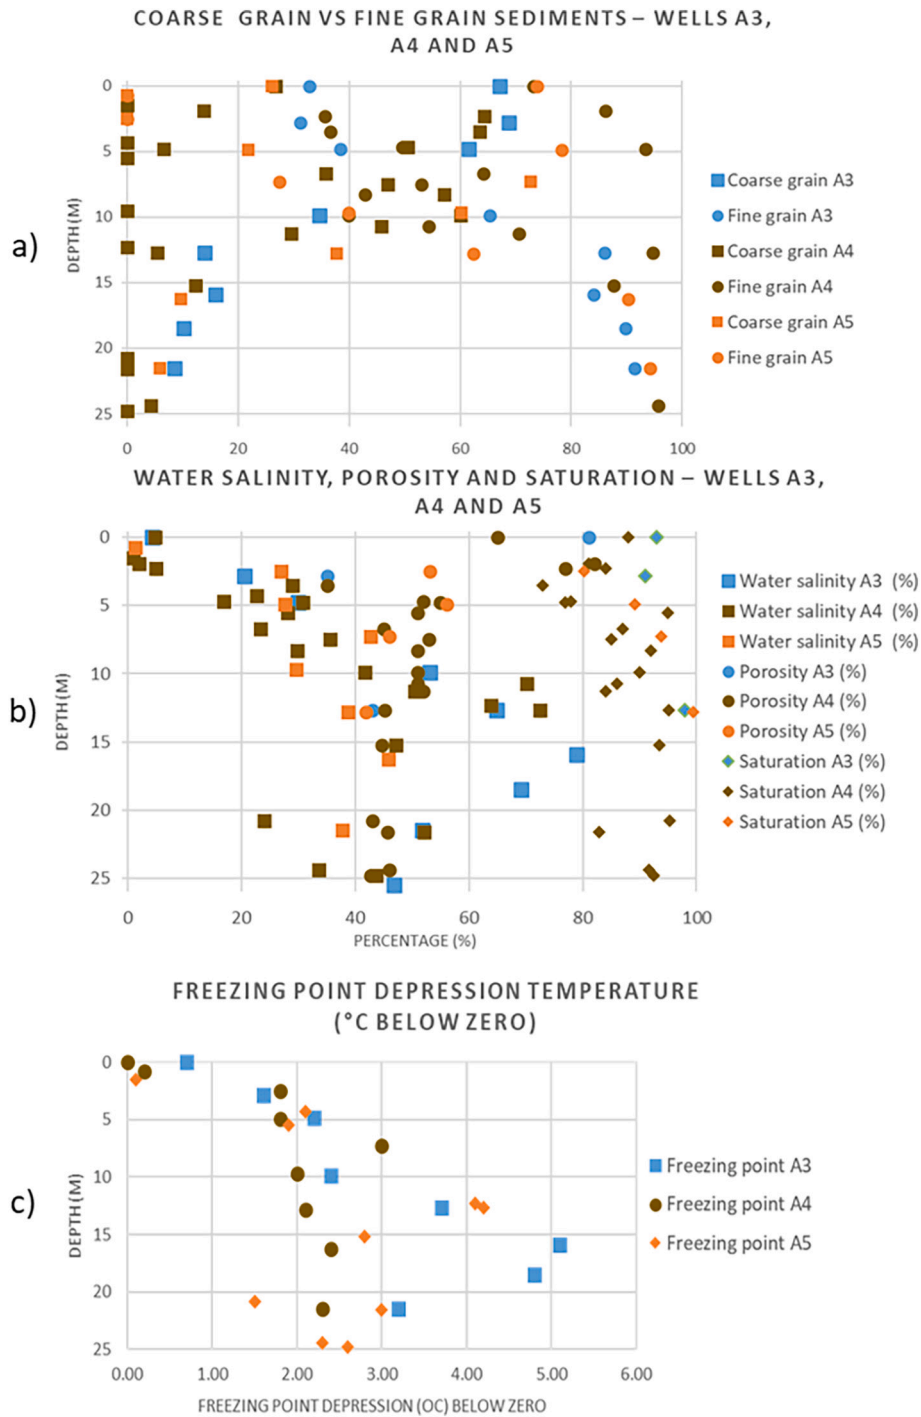 COARSE GRAIN VS FINE GRAIN SEDIMENTS – WELLS A3,
A4 AND A5
0
5
10
15
20
25
DEPTH(M)
0 20 40 60 80 100
Coarse grain A3
Fine grain A3
Coarse grain A4
Fine grain A4
Coarse grain A5
Fine grain A5
a)
WATER SALINITY, POROSITY AND SATURATION – WELLS A3,
A4 AND A5
0
5
10
15
20
25
DEPTH(M)
0 20 40 60 80 100
PERCENTAGE (%)
Water salinity A3 (%)
Water salinity A4 (%)
Water salinity A5 (%)
Porosity A3 (%)
Porosity A4 (%)
Porosity A5 (%)
Saturation A3 (%)
Saturation A4 (%)
Saturation A5 (%)
b)
FREEZING POINT DEPRESSION TEMPERATURE
(°C BELOW ZERO)
0
5
10
15
20
25
DEPTH(M)
0.00 1.00 2.00 3.00 4.00 5.00 6.00
FREEZING POINT DEPRESSION (OC) BELOW ZERO
Freezing point A3
Freezing point A4
Freezing point A5
c)